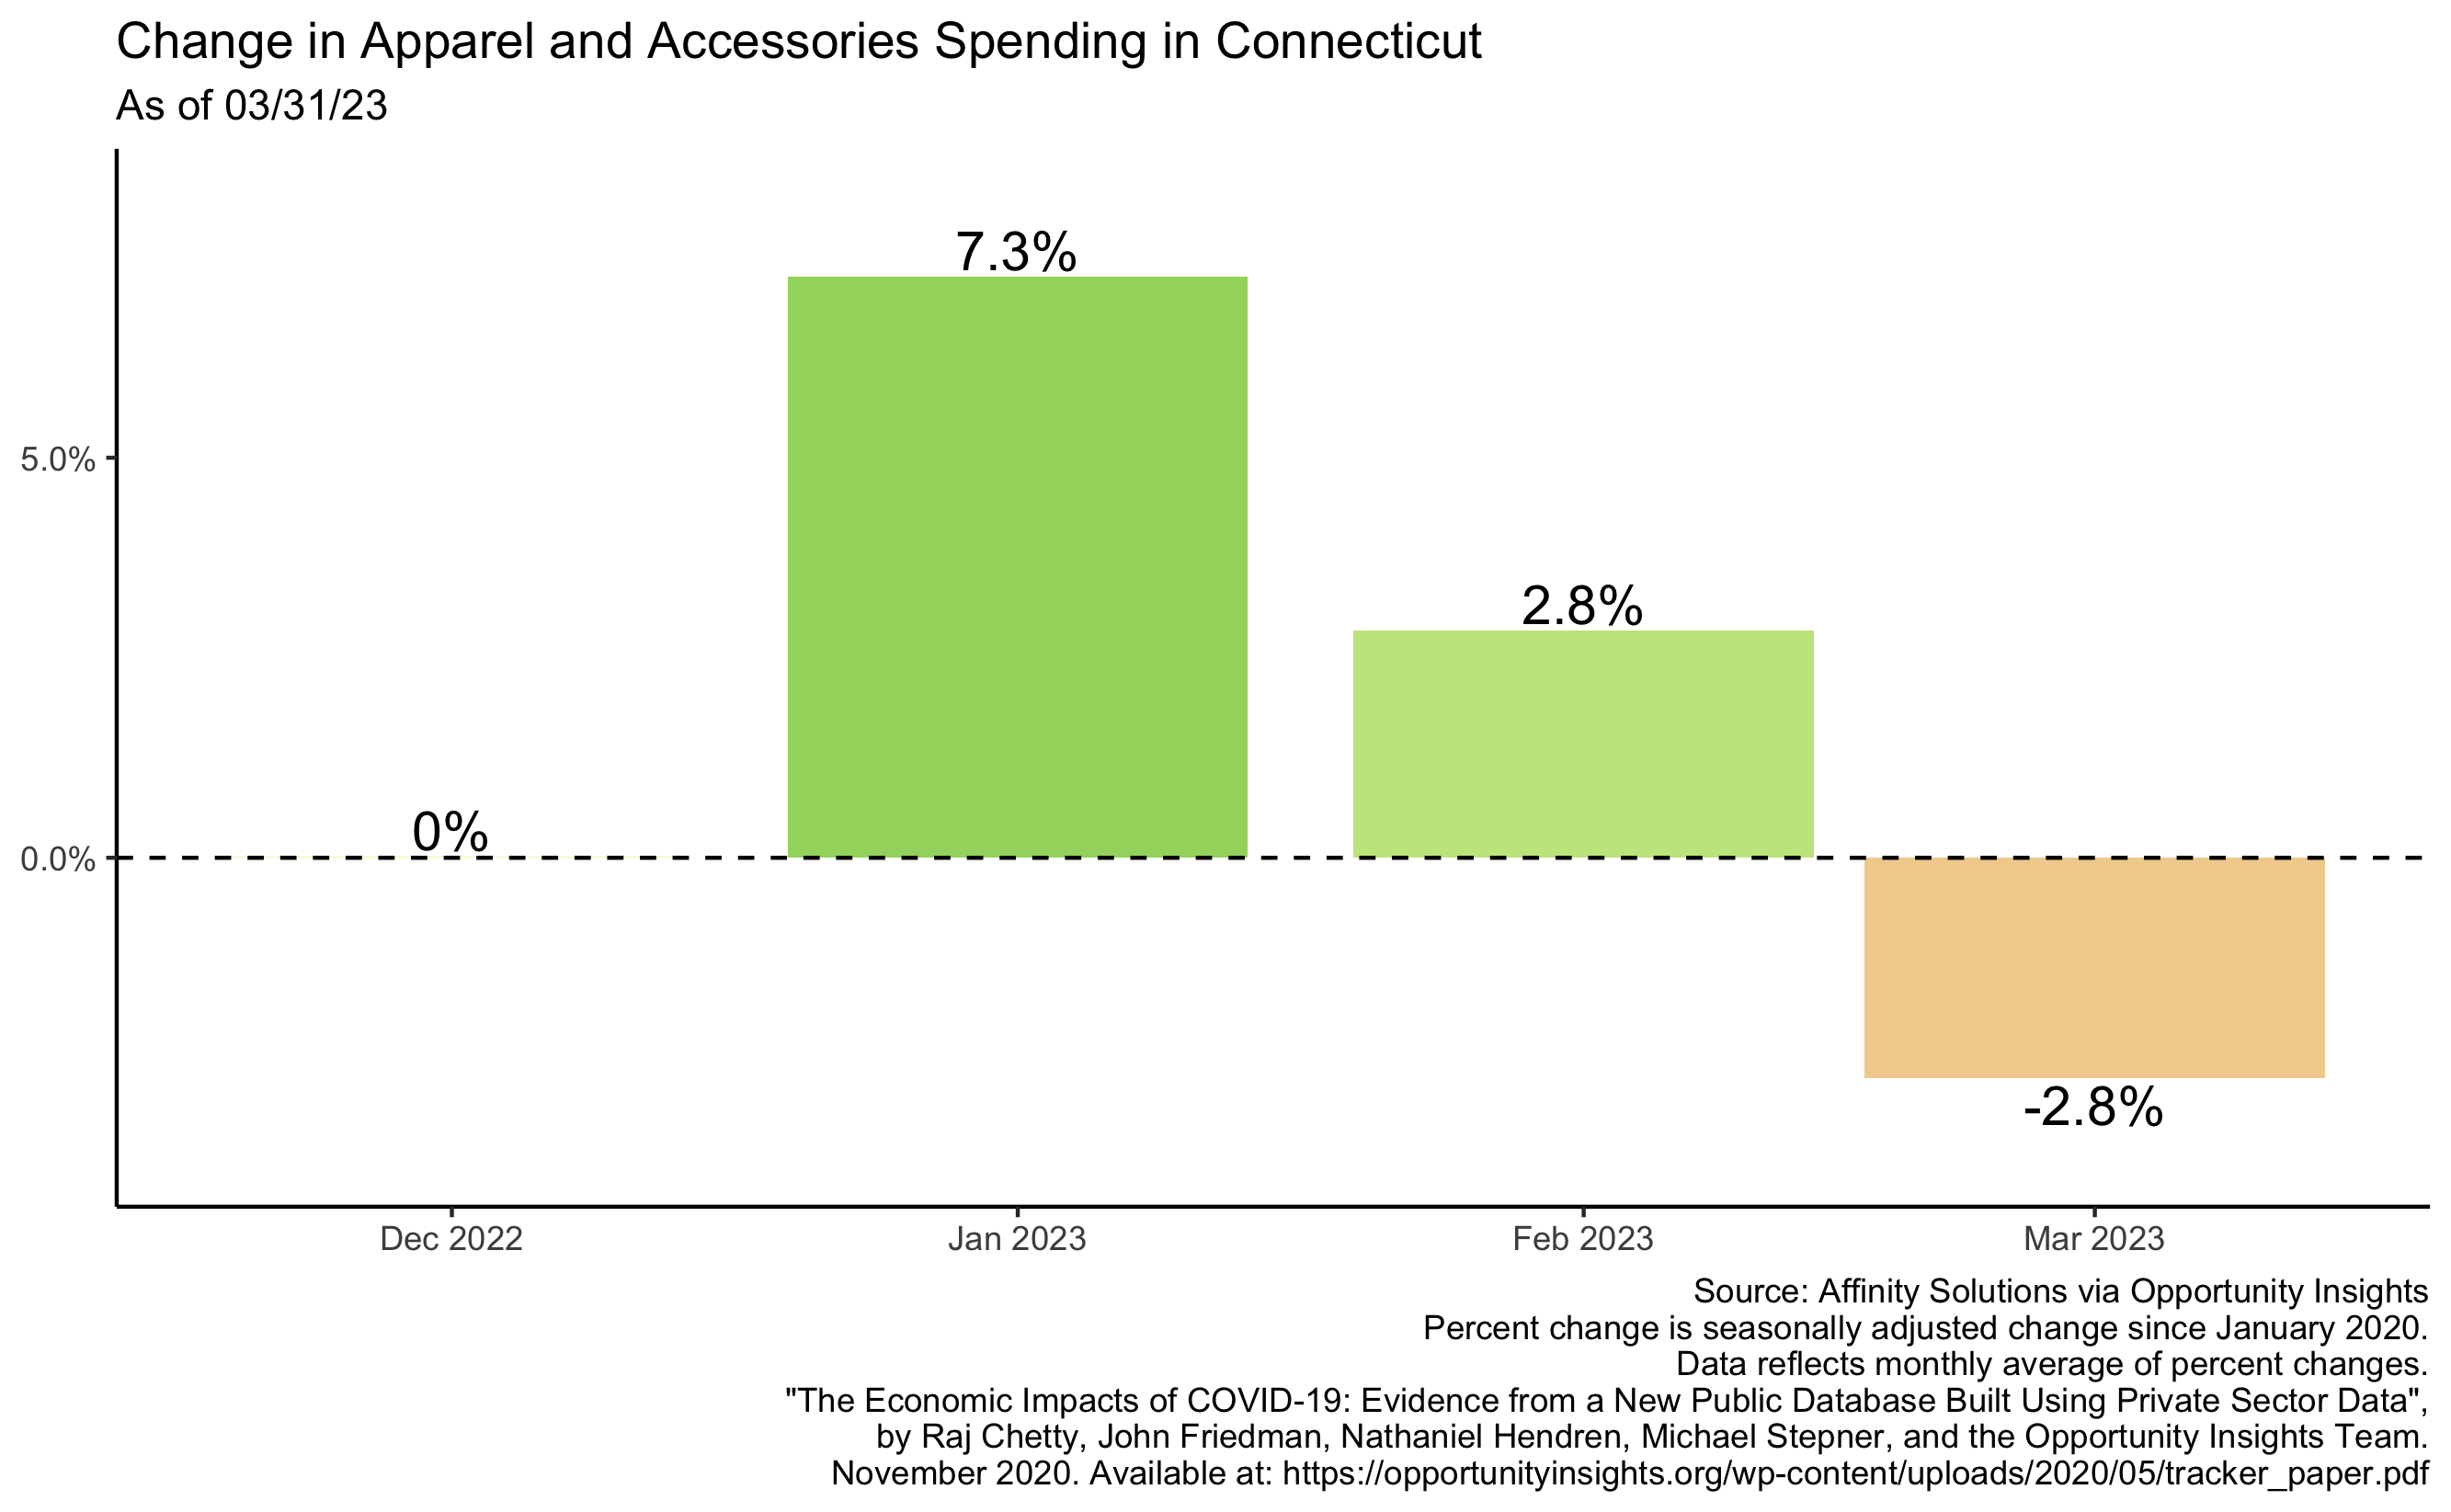 Change in Apparel and Accessories Spending in Connecticut
As of 03/31/23
7.3%
5.0%
2.8%
0%
0.0%
-2.8%
Dec 2022
Jan 2023
Feb 2023
Mar 2023
Source: Affinity Solutions via Opportunity Insights
Percent change is seasonally adjusted change since January 2020.
Data reflects monthly average of percent changes.
"The Economic Impacts of COVID-19: Evidence from a New Public Database Built Using Private Sector Data",
by Raj Chetty, John Friedman, Nathaniel Hendren, Michael Stepner, and the Opportunity Insights Team.
November 2020. Available at: https://opportunityinsights.org/wp-content/uploads/2020/05/tracker_paper.pdf